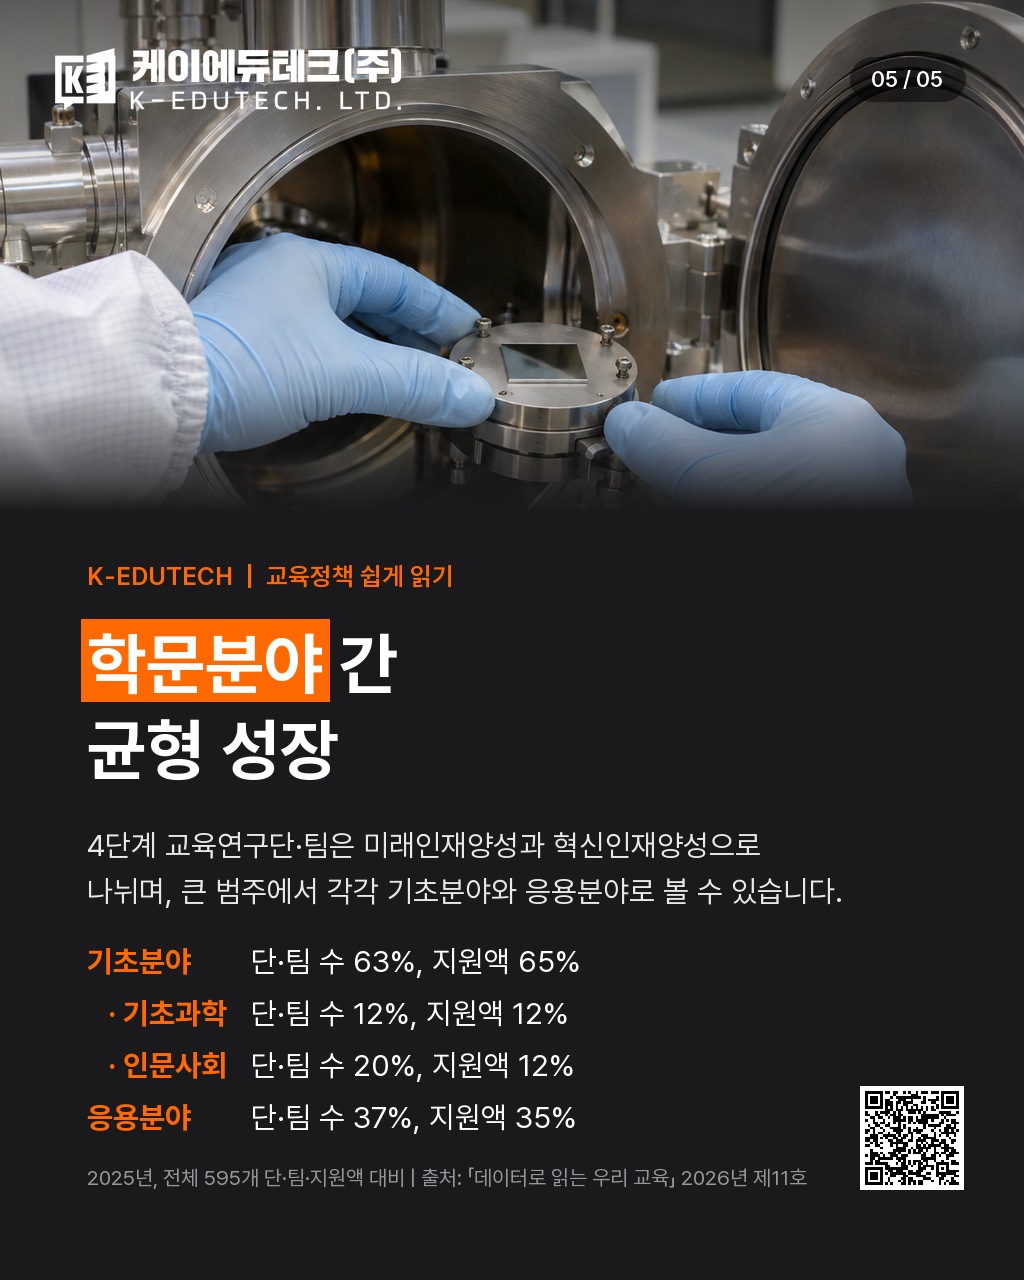 케이에듀테크(주)
K-EDUTECH. LTD.
05 / 05
K-EDUTECH | 교육정책 쉽게 읽기
학문분야 간
균형 성장
4단계 교육연구단·팀은 미래인재양성과 혁신인재양성으로
나뉘며, 큰 범주에서 각각 기초분야와 응용분야로 볼 수 있습니다.
기초분야 단·팀 수 63%, 지원액 65%
· 기초과학 단·팀 수 12%, 지원액 12%
· 인문사회 단·팀 수 20%, 지원액 12%
응용분야 단·팀 수 37%, 지원액 35%
2025년, 전체 595개 단·팀·지원액 대비 | 출처: 「데이터로 읽는 우리 교육」 2026년 제11호